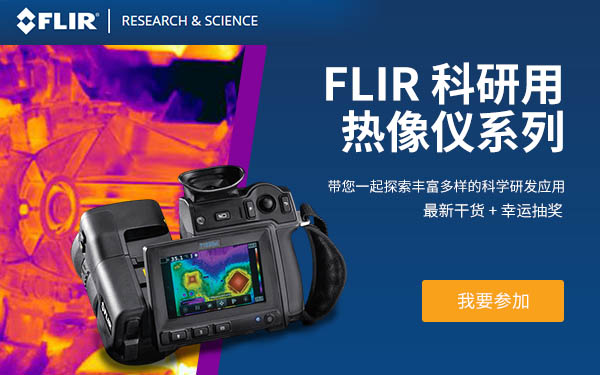 FLIR | RESEARCH & SCIENCE
FLIR 科研用
热像仪系列
带您一起探索丰富多样的科学研发应用
最新干货 + 幸运抽奖
我要参加